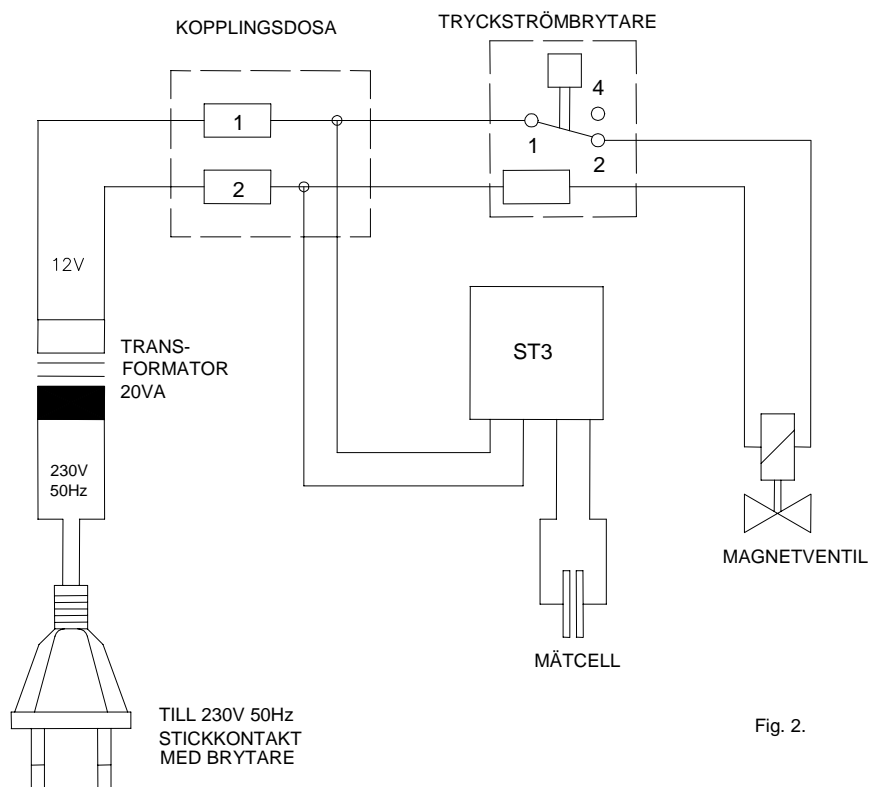 KOPPLINGSDOSA
TRYCKSTRÖMBRYTARE
4
1
1
2
2
12V
ST3
TRANS-
FORMATOR
20VA
230V
50Hz
MAGNETVENTIL
MÄTCELL
TILL 230V 50Hz
STICKKONTAKT
MED BRYTARE
Fig. 2.